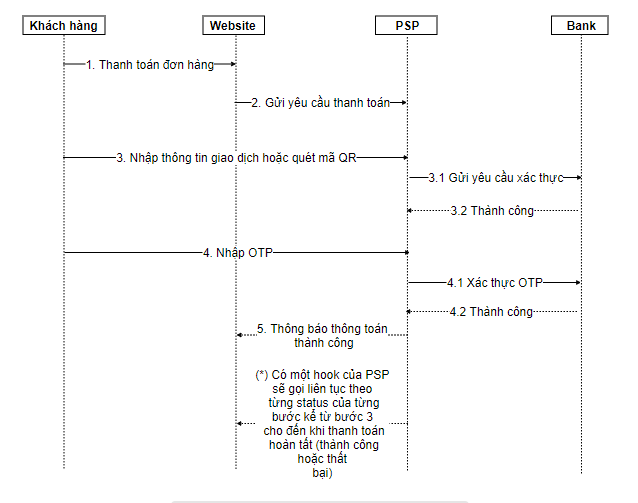 Khách hàng
Website
PSP
Bank
1. Thanh toán đơn hàng
2. Gửi yêu cầu thanh toán
3. Nhập thông tin giao dịch hoặc quét mã QR
3.1 Gửi yêu cầu xác thực
3.2 Thành công
4. Nhập OTP
4.1 Xác thực OTP
4.2 Thành công
5. Thông báo thông toán
thành công
(*) Có một hook của PSP
sẽ gọi liên tục theo
từng status của từng
bước kể từ bước 3
cho đến khi thanh toán
hoàn tất (thành công
hoặc thất
bại)